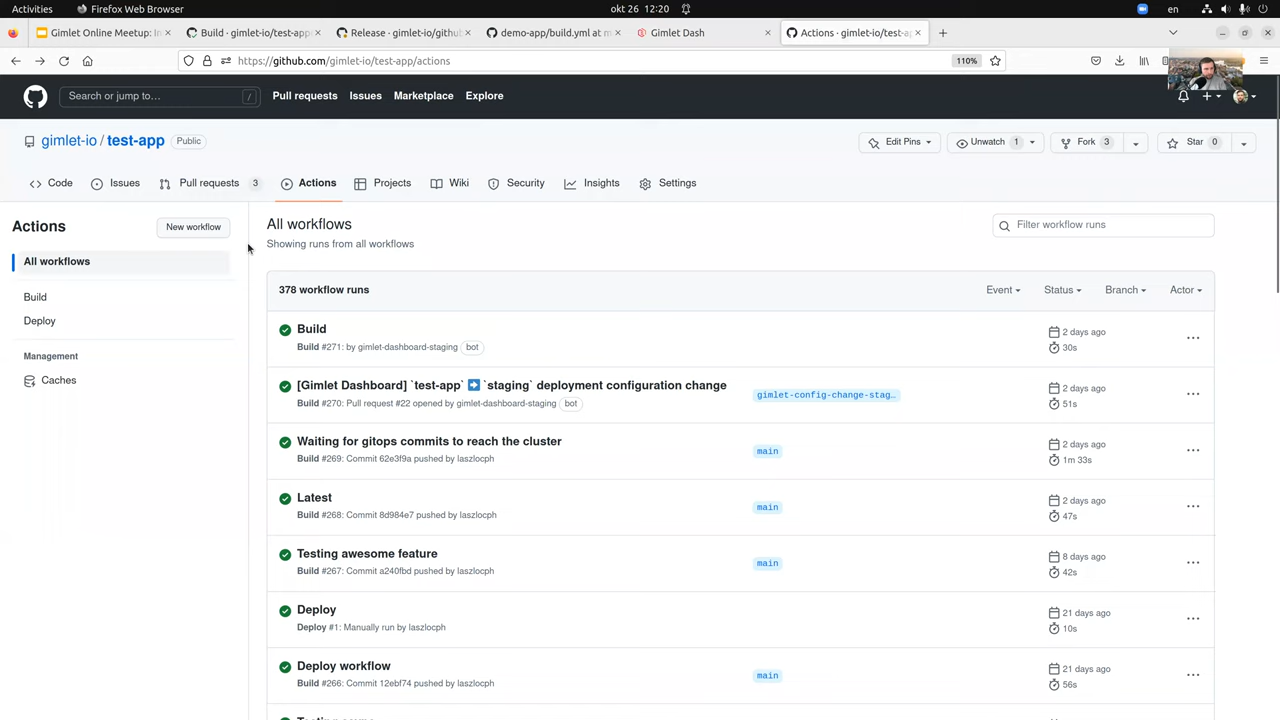 Activities
Firefox Web Browser
okt 26 12:20
en
Gimlet Online Meetup: In
Build · gimlet-io/test-app
Release · gimlet-io/githu
demo-app/build.yml at m
Gimlet Dash
Actions · gimlet-io/test-ap
https://github.com/gimlet-io/test-app/actions
110%
Search or jump to…
/
Pull requests
Issues
Marketplace
Explore
gimlet-io / test-app
Public
Edit Pins
Unwatch 1
Fork 3
Star 0
Code
Issues
Pull requests 3
Actions
Projects
Wiki
Security
Insights
Settings
Actions
New workflow
All workflows
Build
Deploy
Management
Caches
All workflows
Showing runs from all workflows
Filter workflow runs
378 workflow runs
Event
Status
Branch
Actor
Build
Build #271: by gimlet-dashboard-staging bot
2 days ago
30s
[Gimlet Dashboard] `test-app` ➡ `staging` deployment configuration change
Build #270: Pull request #22 opened by gimlet-dashboard-staging bot
gimlet-config-change-stag…
2 days ago
51s
Waiting for gitops commits to reach the cluster
Build #269: Commit 62e3f9a pushed by laszlocph
main
2 days ago
1m 33s
Latest
Build #268: Commit 8d984e7 pushed by laszlocph
main
2 days ago
47s
Testing awesome feature
Build #267: Commit a240fbd pushed by laszlocph
main
8 days ago
42s
Deploy
Deploy #1: Manually run by laszlocph
21 days ago
10s
Deploy workflow
Build #266: Commit 12ebf74 pushed by laszlocph
main
21 days ago
56s